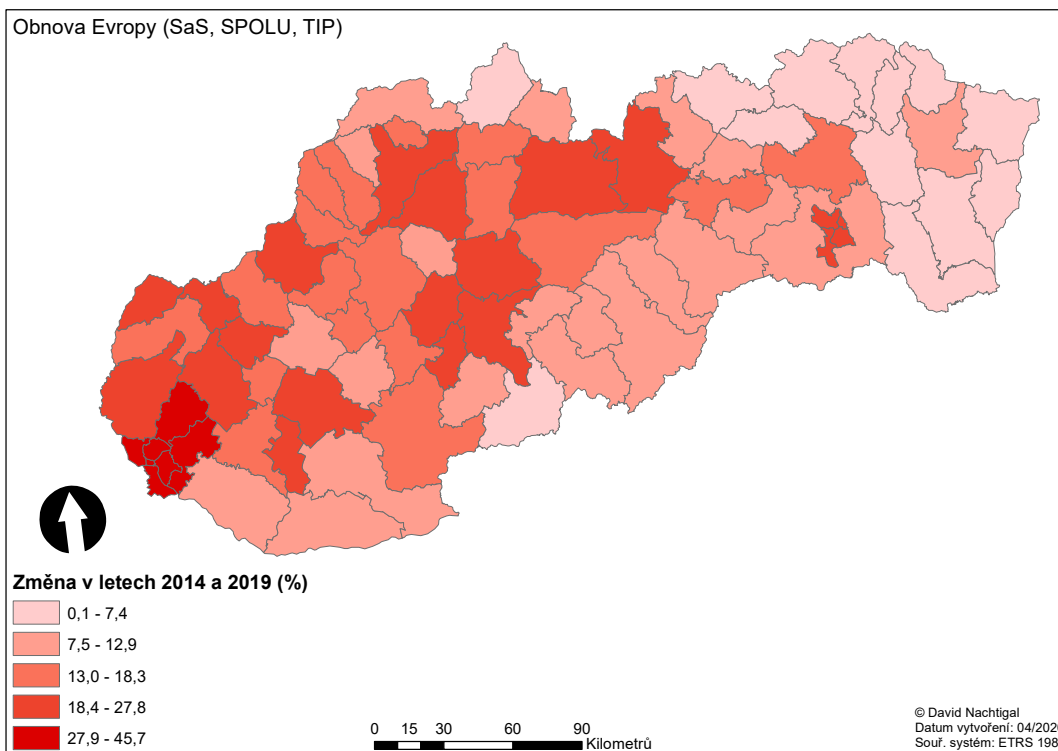 Obnova Evropy (SaS, SPOLU, TIP)
Změna v letech 2014 a 2019 (%)
0,1 - 7,4
7,5 - 12,9
13,0 - 18,3
18,4 - 27,8
27,9 - 45,7
0 15 30 60 90
Kilometrů
© David Nachtigal
Datum vytvoření: 04/202
Souř. systém: ETRS 198